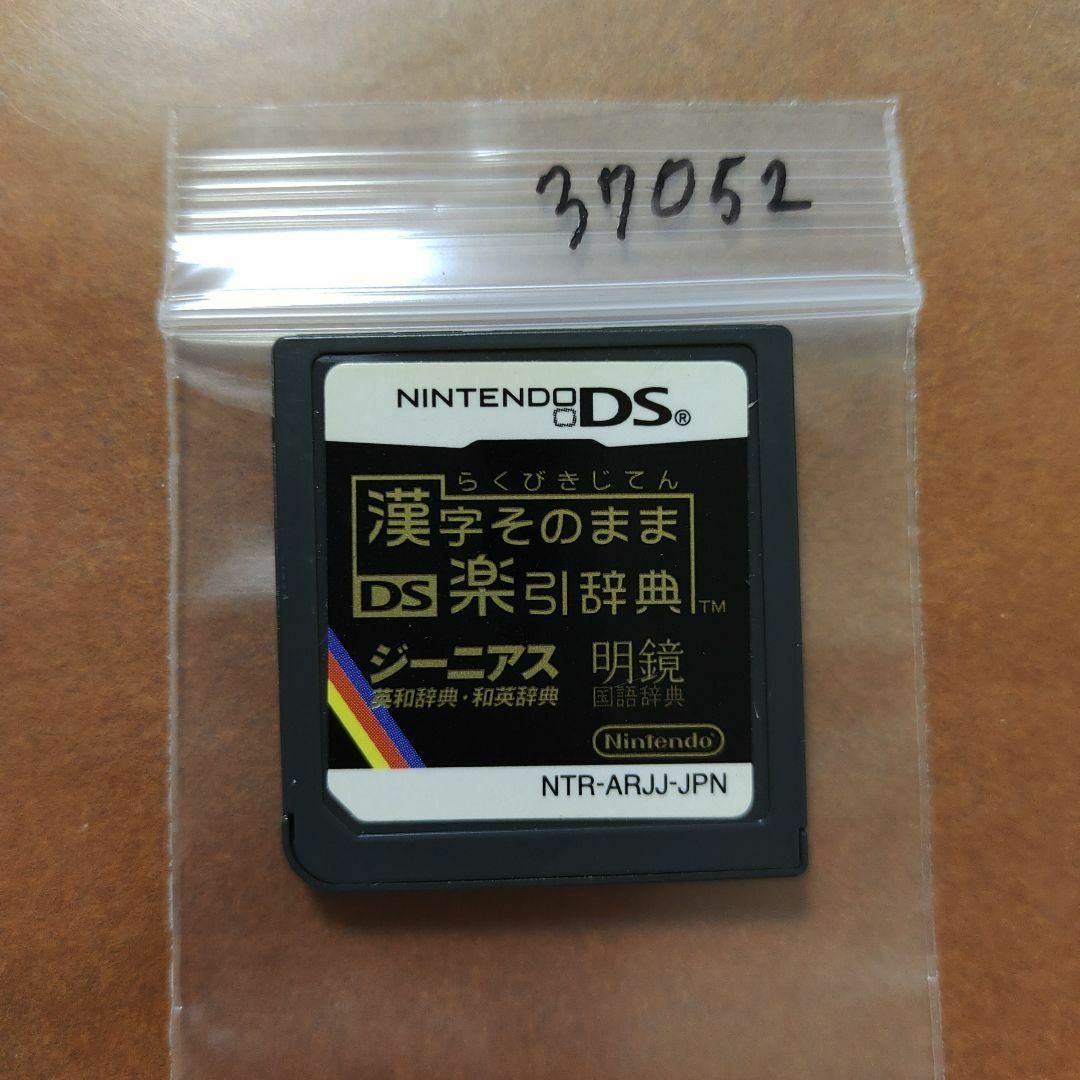 37052
NINTENDO DS®
らくびきじてん
漢字そのまま
DS 楽引辞典™
ジーニアス 明鏡
英和辞典・和英辞典 国語辞典
Nintendo
NTR-ARJJ-JPN